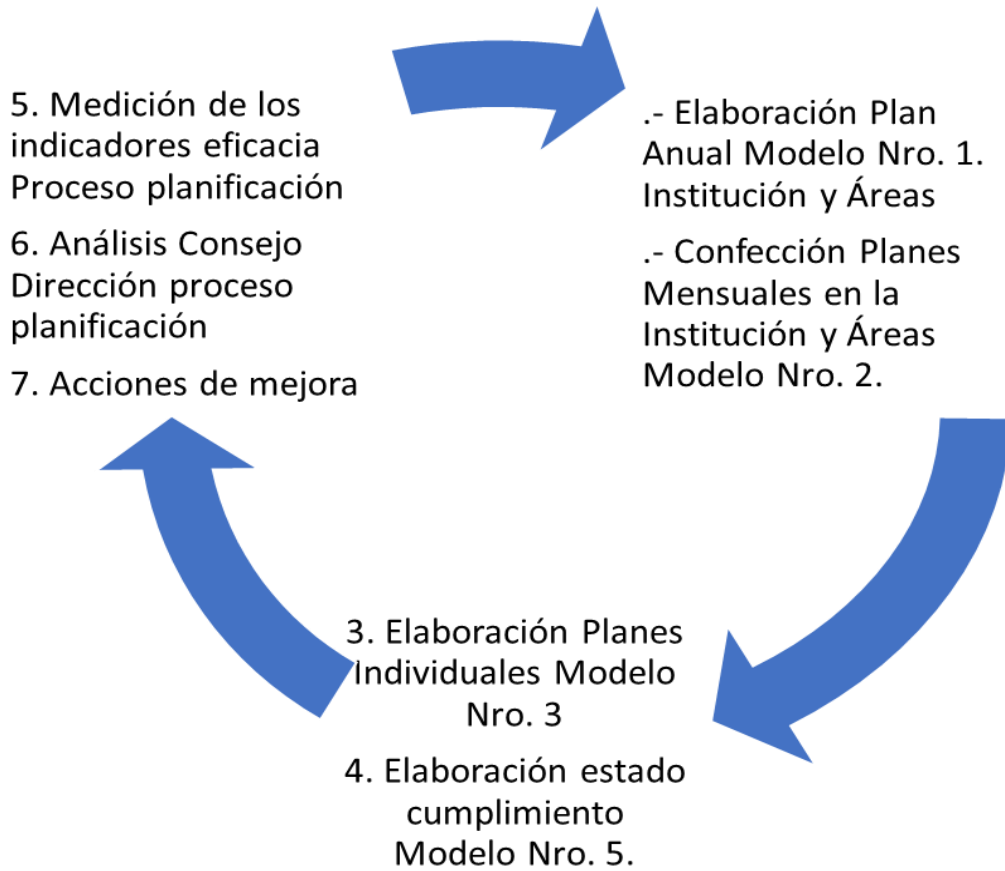 5. Medición de los
indicadores eficacia
Proceso planificación
6. Análisis Consejo
Dirección proceso
planificación
7. Acciones de mejora
.- Elaboración Plan
Anual Modelo Nro. 1.
Institución y Áreas
.- Confección Planes
Mensuales en la
Institución y Áreas
Modelo Nro. 2.
3. Elaboración Planes
Individuales Modelo
Nro. 3
4. Elaboración estado
cumplimiento
Modelo Nro. 5.